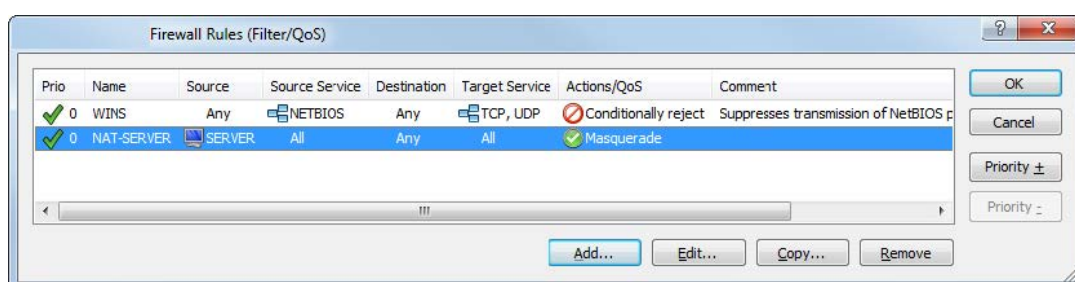 Firewall Rules (Filter/QoS)
Prio Name Source Source Service Destination Target Service Actions/QoS Comment
0 WINS Any NETBIOS Any TCP, UDP Conditionally reject Suppresses transmission of NetBIOS p
0 NAT-SERVER SERVER All Any All Masquerade
OK
Cancel
Priority +
Priority -
Add... Edit... Copy... Remove